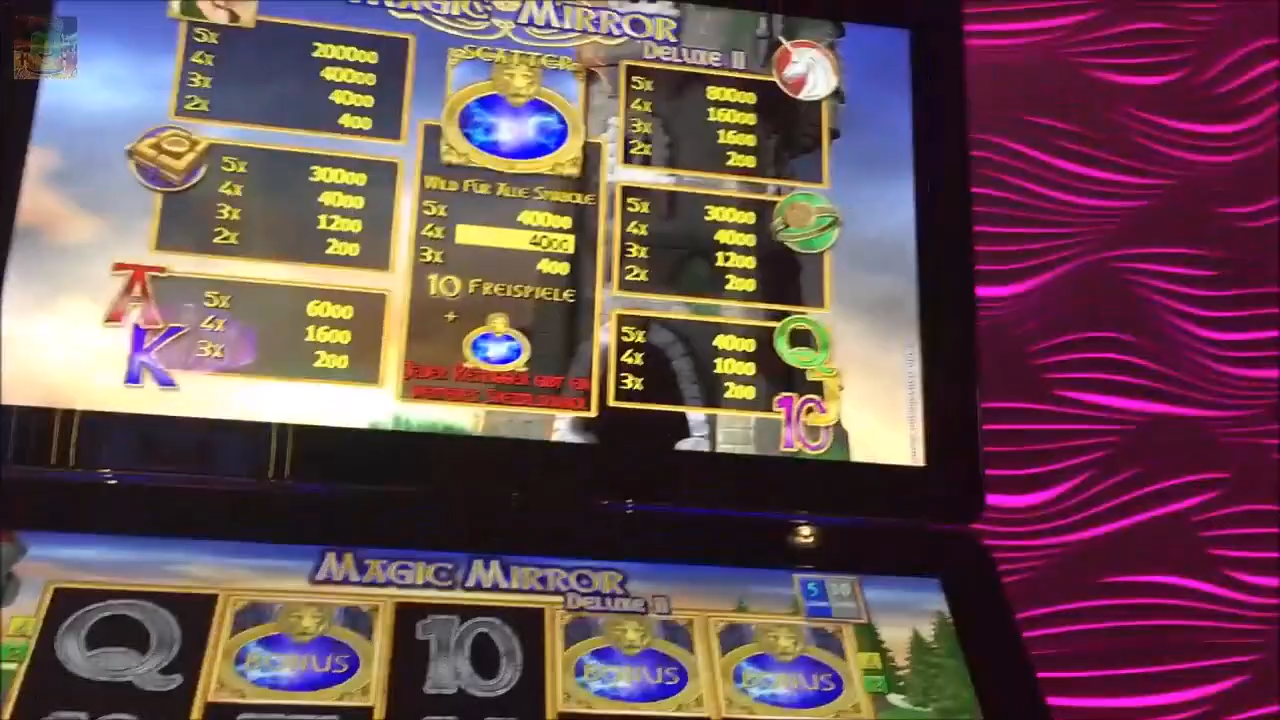 MAGIC MIRROR
DELUXE II
5x 200000
4x 40000
3x 4000
2x 400
SCATTER
5x 80000
4x 16000
3x 1600
2x 200
5x 30000
4x 4000
3x 1200
2x 200
WILD FÜR ALLE SYMBOLE
5x 40000
4x 4000
3x 400
10 FREISPIELE
+
5x 30000
4x 4000
3x 1200
2x 200
A
K
5x 6000
4x 1600
3x 200
5x 4000
4x 1000
3x 200
Q
J
10
MAGIC MIRROR
DELUXE II
5
Q
BONUS
10
BONUS
BONUS